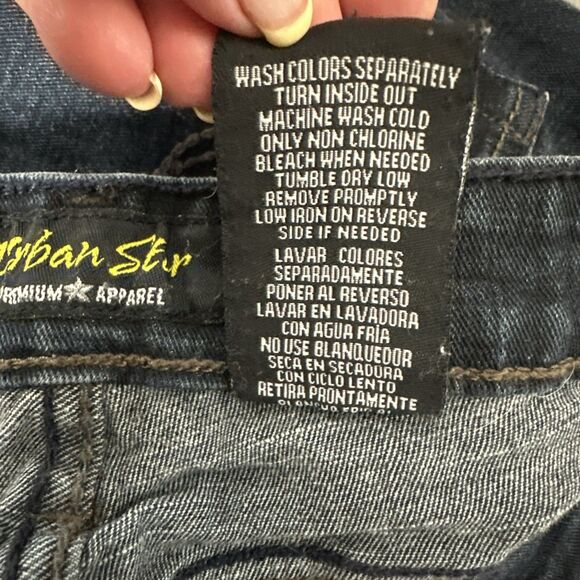 Urban Star
PREMIUM ★ APPAREL
WASH COLORS SEPARATELY
TURN INSIDE OUT
MACHINE WASH COLD
ONLY NON CHLORINE
BLEACH WHEN NEEDED
TUMBLE DRY LOW
REMOVE PROMPTLY
LOW IRON ON REVERSE
SIDE IF NEEDED
LAVAR COLORES
SEPARADAMENTE
PONER AL REVERSO
LAVAR EN LAVADORA
CON AGUA FRÍA
NO USE BLANQUEDOR
SECA EN SECADORA
CON CICLO LENTO
RETIRA PRONTAMENTE